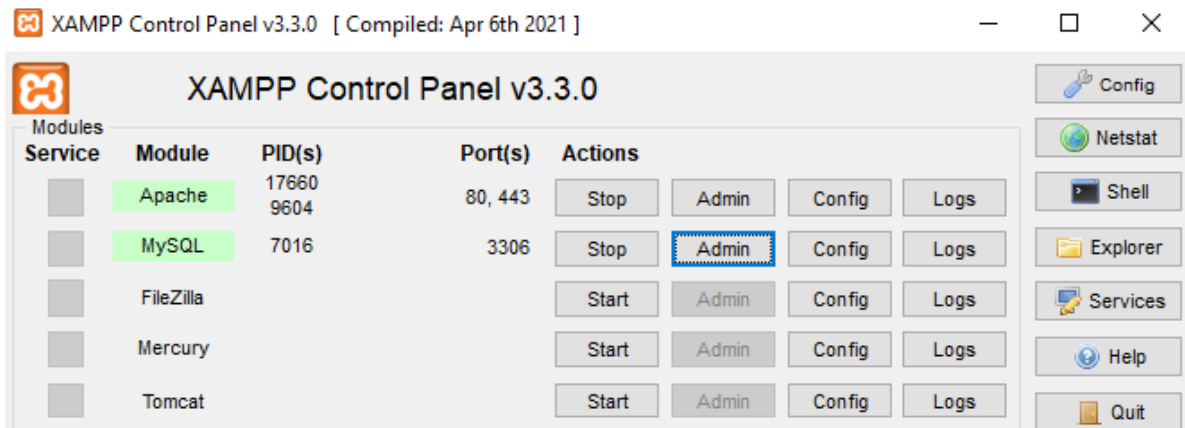 XAMPP Control Panel v3.3.0 [ Compiled: Apr 6th 2021 ]
XAMPP Control Panel v3.3.0
Config
Modules
Service Module PID(s) Port(s) Actions
Netstat
Apache 17660 9604 80, 443 Stop Admin Config Logs
Shell
MySQL 7016 3306 Stop Admin Config Logs
Explorer
FileZilla Start Admin Config Logs
Services
Mercury Start Admin Config Logs
Help
Tomcat Start Admin Config Logs
Quit